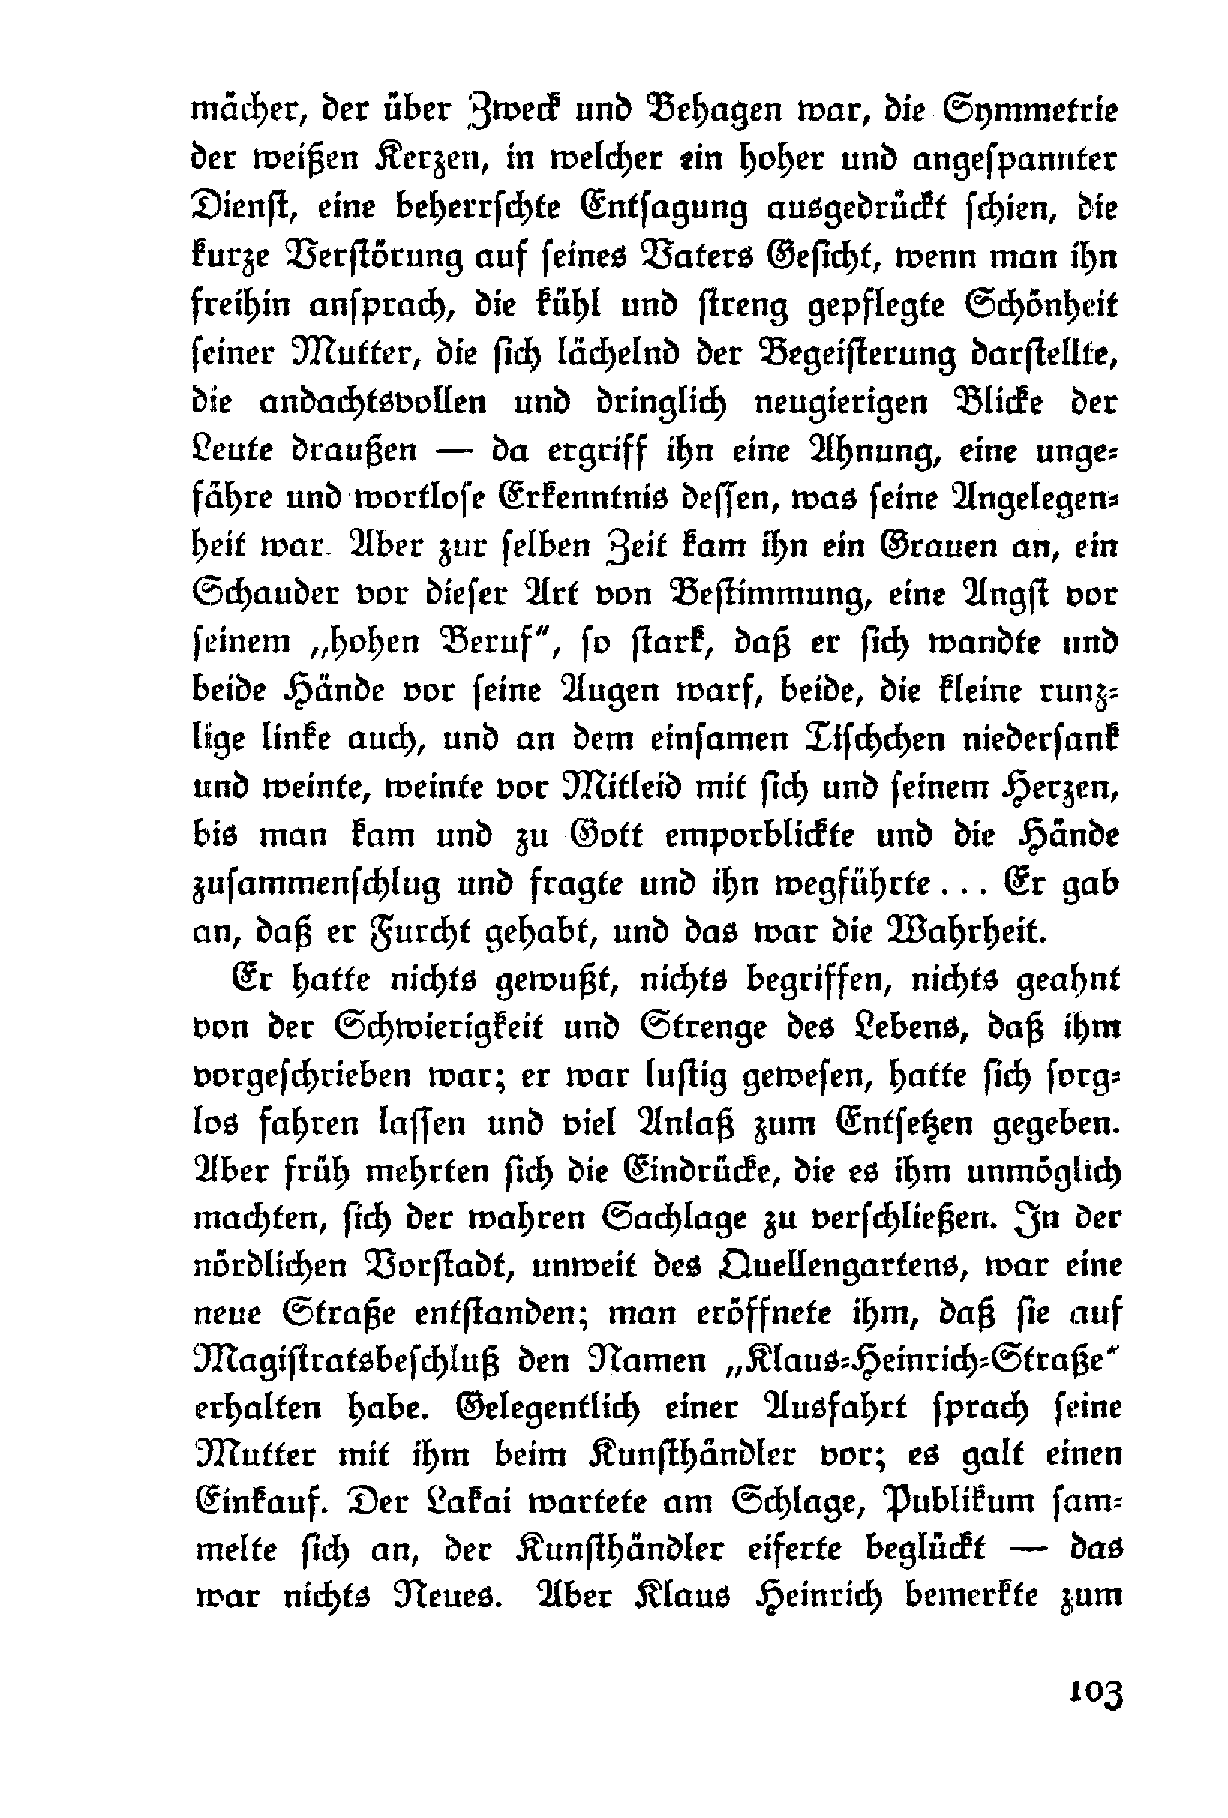 mächer, der über Zweck und Behagen war, die Symmetrie
der weißen Kerzen, in welcher ein hoher und angespannter
Dienst, eine beherrschte Entsagung ausgedrückt schien, die
kurze Verstörung auf seines Vaters Gesicht, wenn man ihn
freihin ansprach, die kühl und streng gepflegte Schönheit
seiner Mutter, die sich lächelnd der Begeisterung darstellte,
die andachtsvollen und dringlich neugierigen Blicke der
Leute draußen — da ergriff ihn eine Ahnung, eine unge-
fähre und wortlose Erkenntnis dessen, was seine Angelegen-
heit war. Aber zur selben Zeit kam ihn ein Grauen an, ein
Schauder vor dieser Art von Bestimmung, eine Angst vor
seinem „hohen Beruf“, so stark, daß er sich wandte und
beide Hände vor seine Augen warf, beide, die kleine runz-
lige linke auch, und an dem einsamen Tischchen niedersank
und weinte, weinte vor Mitleid mit sich und seinem Herzen,
bis man kam und zu Gott emporblickte und die Hände
zusammenschlug und fragte und ihn wegführte... Er gab
an, daß er Furcht gehabt, und das war die Wahrheit.
Er hatte nichts gewußt, nichts begriffen, nichts geahnt
von der Schwierigkeit und Strenge des Lebens, daß ihm
vorgeschrieben war; er war lustig gewesen, hatte sich sorg-
los fahren lassen und viel Anlaß zum Entsetzen gegeben.
Aber früh mehrten sich die Eindrücke, die es ihm unmöglich
machten, sich der wahren Sachlage zu verschließen. In der
nördlichen Vorstadt, unweit des Quellengartens, war eine
neue Straße entstanden; man eröffnete ihm, daß sie auf
Magistratsbeschluß den Namen „Klaus-Heinrich-Straße“
erhalten habe. Gelegentlich einer Ausfahrt sprach seine
Mutter mit ihm beim Kunsthändler vor; es galt einen
Einkauf. Der Lakai wartete am Schlage, Publikum sam-
melte sich an, der Kunsthändler eiferte beglückt — das
war nichts Neues. Aber Klaus Heinrich bemerkte zum
103